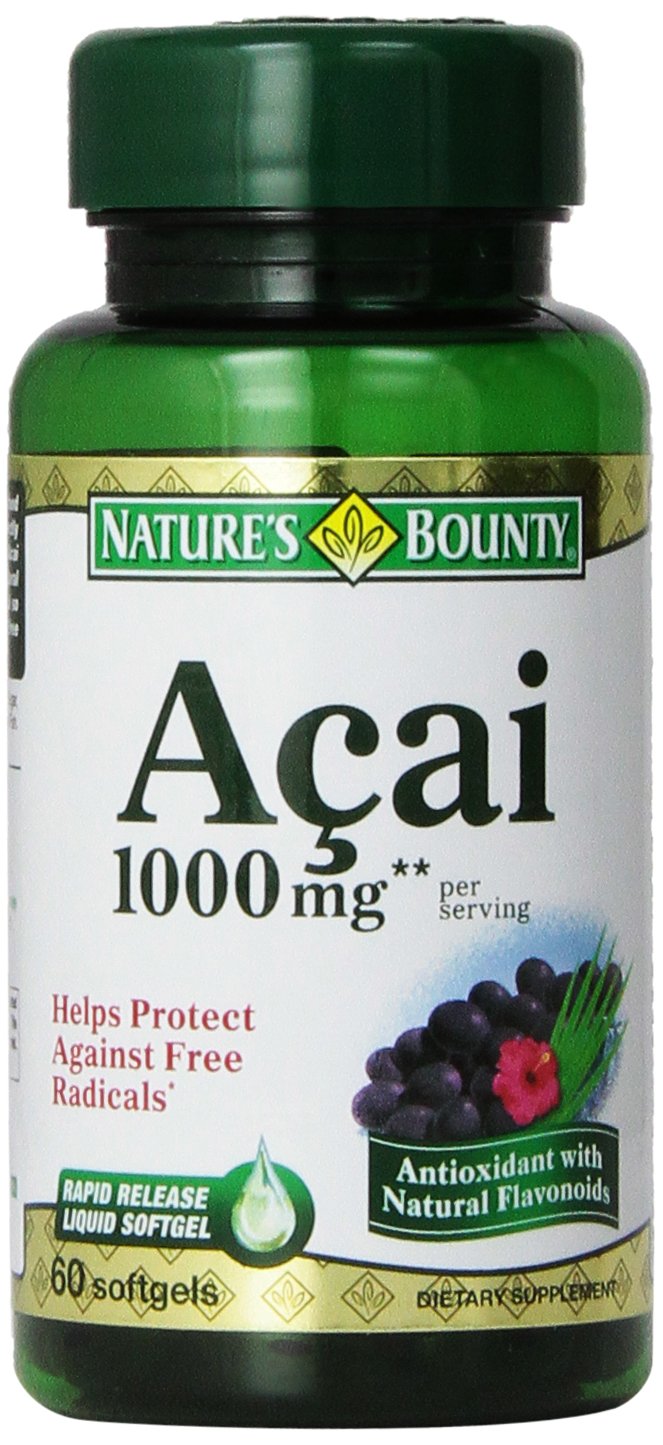 NATURE'S BOUNTY®
Açai
1000 mg** per
serving
Helps Protect
Against Free
Radicals*
Antioxidant with
Natural Flavonoids
RAPID RELEASE
LIQUID SOFTGEL
60 softgels
DIETARY SUPPLEMENT